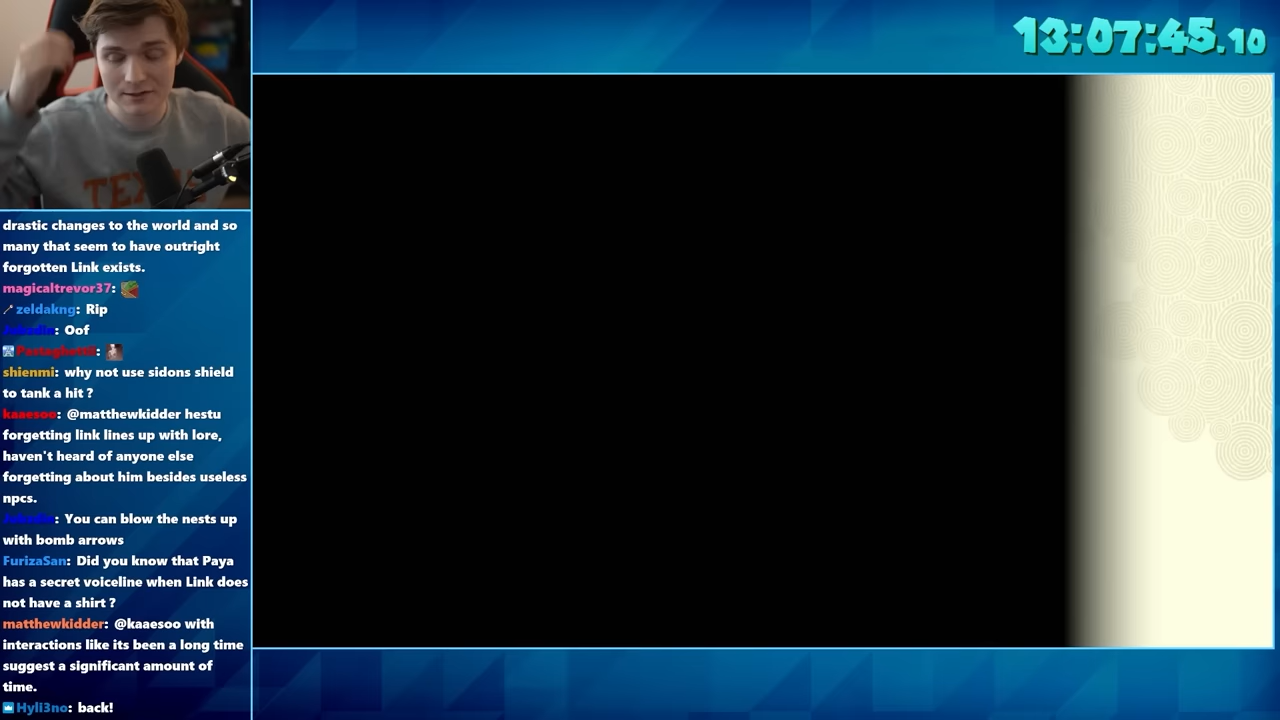 13:07:45.10
TEXAS
drastic changes to the world and so
many that seem to have outright
forgotten Link exists.
magicaltrevor37:
zeldakng: Rip
: Oof
shienmi: why not use sidons shield
to tank a hit ?
kaaesoo: @matthewkidder hestu
forgetting link lines up with lore,
haven't heard of anyone else
forgetting about him besides useless
npcs.
: You can blow the nests up
with bomb arrows
FurizaSan: Did you know that Paya
has a secret voiceline when Link does
not have a shirt ?
matthewkidder: @kaaesoo with
interactions like its been a long time
suggest a significant amount of
time.
Hyli3no: back!